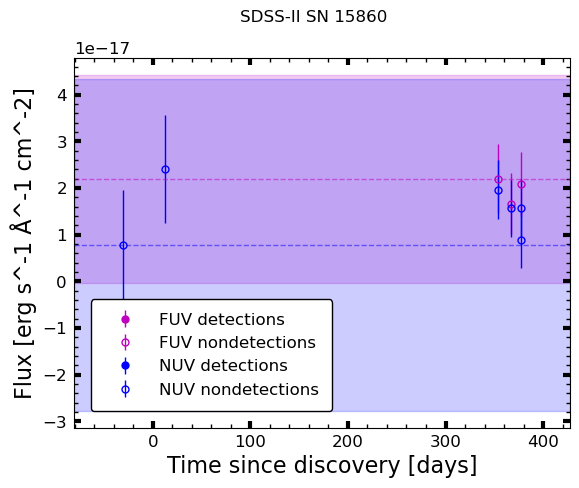 SDSS-II SN 15860
1e−17
Flux [erg s^-1 Å^-1 cm^-2]
4
3
2
1
0
−1
−2
−3
FUV detections
FUV nondetections
NUV detections
NUV nondetections
0 100 200 300 400
Time since discovery [days]